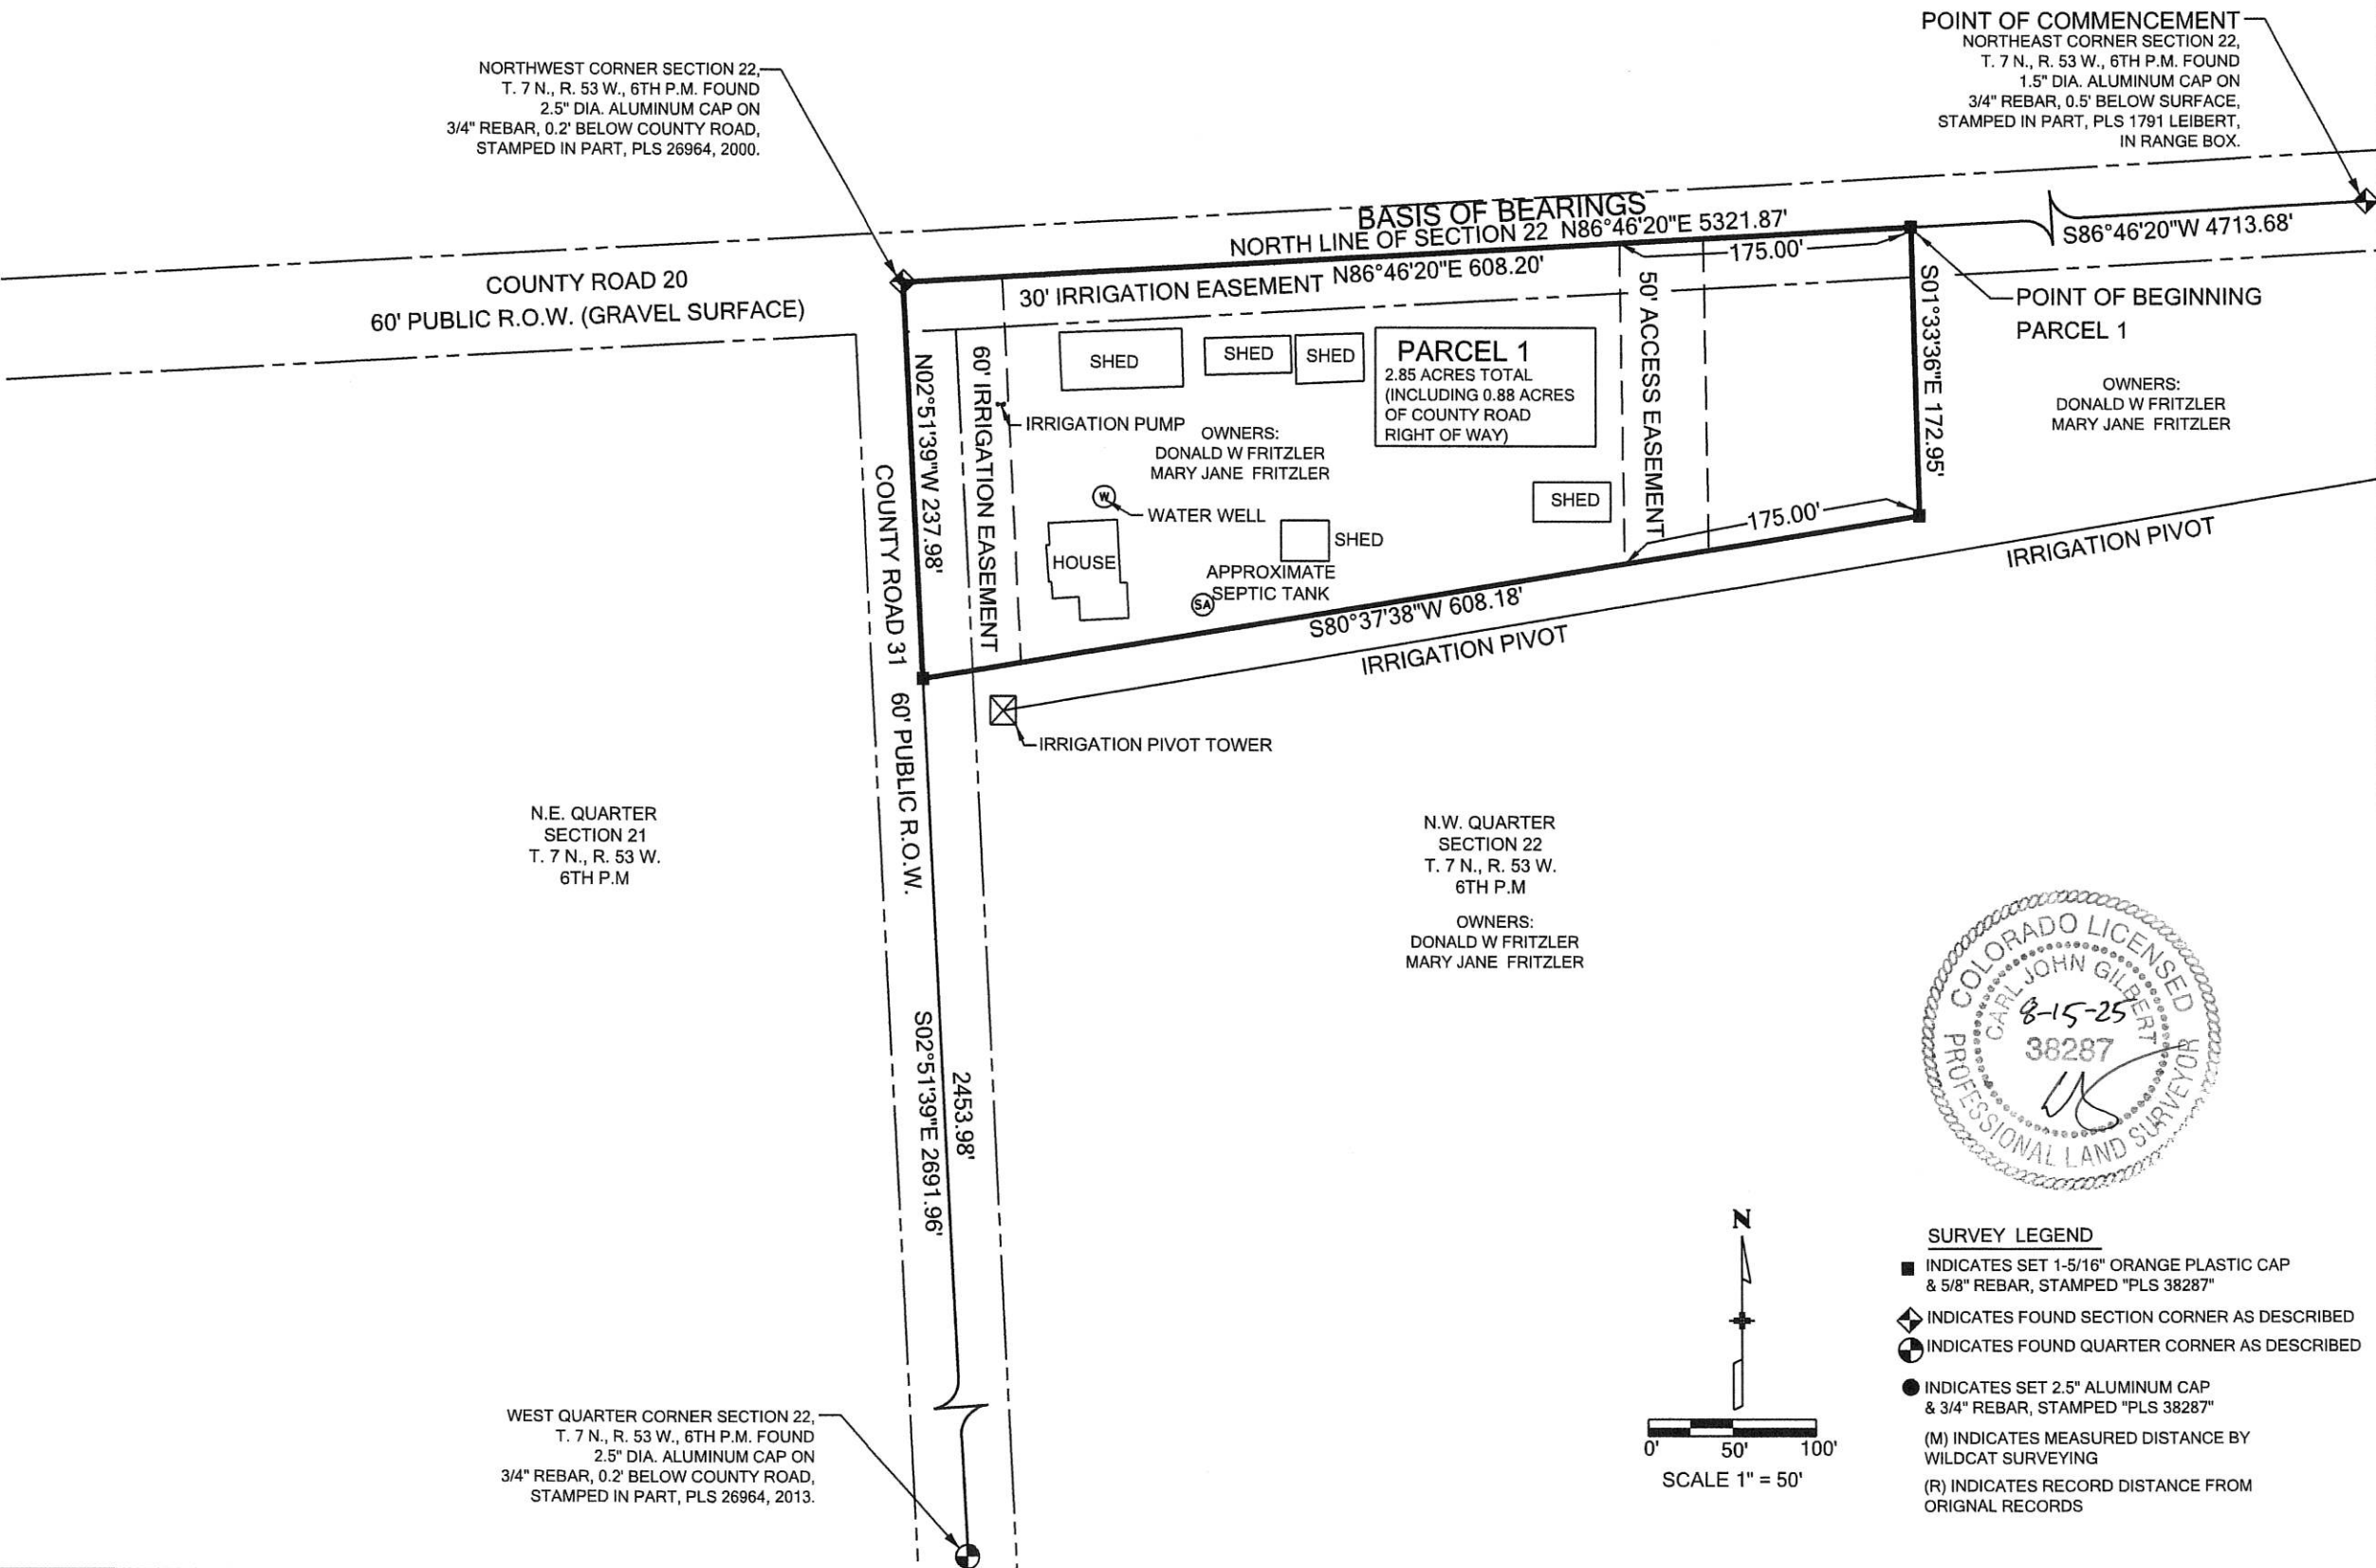 POINT OF COMMENCEMENT
NORTHEAST CORNER SECTION 22,
T. 7 N., R. 53 W., 6TH P.M. FOUND
1.5" DIA. ALUMINUM CAP ON
3/4" REBAR, 0.5' BELOW SURFACE,
STAMPED IN PART, PLS 1791 LEIBERT,
IN RANGE BOX.
NORTHWEST CORNER SECTION 22,
T. 7 N., R. 53 W., 6TH P.M. FOUND
2.5" DIA. ALUMINUM CAP ON
3/4" REBAR, 0.2' BELOW COUNTY ROAD,
STAMPED IN PART, PLS 26964, 2000.
BASIS OF BEARINGS
NORTH LINE OF SECTION 22 N86°46'20"E 5321.87'
S86°46'20"W 4713.68'
175.00'
COUNTY ROAD 20
60' PUBLIC R.O.W. (GRAVEL SURFACE)
30' IRRIGATION EASEMENT N86°46'20"E 608.20'
POINT OF BEGINNING
PARCEL 1
S01°33'36"E 172.95'
50' ACCESS EASEMENT
60' IRRIGATION EASEMENT
N02°51'39"W 237.98'
SHED
SHED
SHED
PARCEL 1
2.85 ACRES TOTAL
(INCLUDING 0.88 ACRES
OF COUNTY ROAD
RIGHT OF WAY)
OWNERS:
DONALD W FRITZLER
MARY JANE FRITZLER
IRRIGATION PUMP
OWNERS:
DONALD W FRITZLER
MARY JANE FRITZLER
W
WATER WELL
SHED
175.00'
SHED
HOUSE
APPROXIMATE
SEPTIC TANK
SA
S80°37'38"W 608.18'
IRRIGATION PIVOT
IRRIGATION PIVOT
COUNTY ROAD 31 60' PUBLIC R.O.W.
IRRIGATION PIVOT TOWER
N.E. QUARTER
SECTION 21
T. 7 N., R. 53 W.
6TH P.M
N.W. QUARTER
SECTION 22
T. 7 N., R. 53 W.
6TH P.M
OWNERS:
DONALD W FRITZLER
MARY JANE FRITZLER
S02°51'39"E 2691.96'
2453.98'
COLORADO LICENSED
CARL JOHN GILBERT
8-15-25
38287
PROFESSIONAL LAND SURVEYOR
N
0' 50' 100'
SCALE 1" = 50'
SURVEY LEGEND
INDICATES SET 1-5/16" ORANGE PLASTIC CAP
& 5/8" REBAR, STAMPED "PLS 38287"
INDICATES FOUND SECTION CORNER AS DESCRIBED
INDICATES FOUND QUARTER CORNER AS DESCRIBED
INDICATES SET 2.5" ALUMINUM CAP
& 3/4" REBAR, STAMPED "PLS 38287"
(M) INDICATES MEASURED DISTANCE BY
WILDCAT SURVEYING
(R) INDICATES RECORD DISTANCE FROM
ORIGNAL RECORDS
WEST QUARTER CORNER SECTION 22,
T. 7 N., R. 53 W., 6TH P.M. FOUND
2.5" DIA. ALUMINUM CAP ON
3/4" REBAR, 0.2' BELOW COUNTY ROAD,
STAMPED IN PART, PLS 26964, 2013.